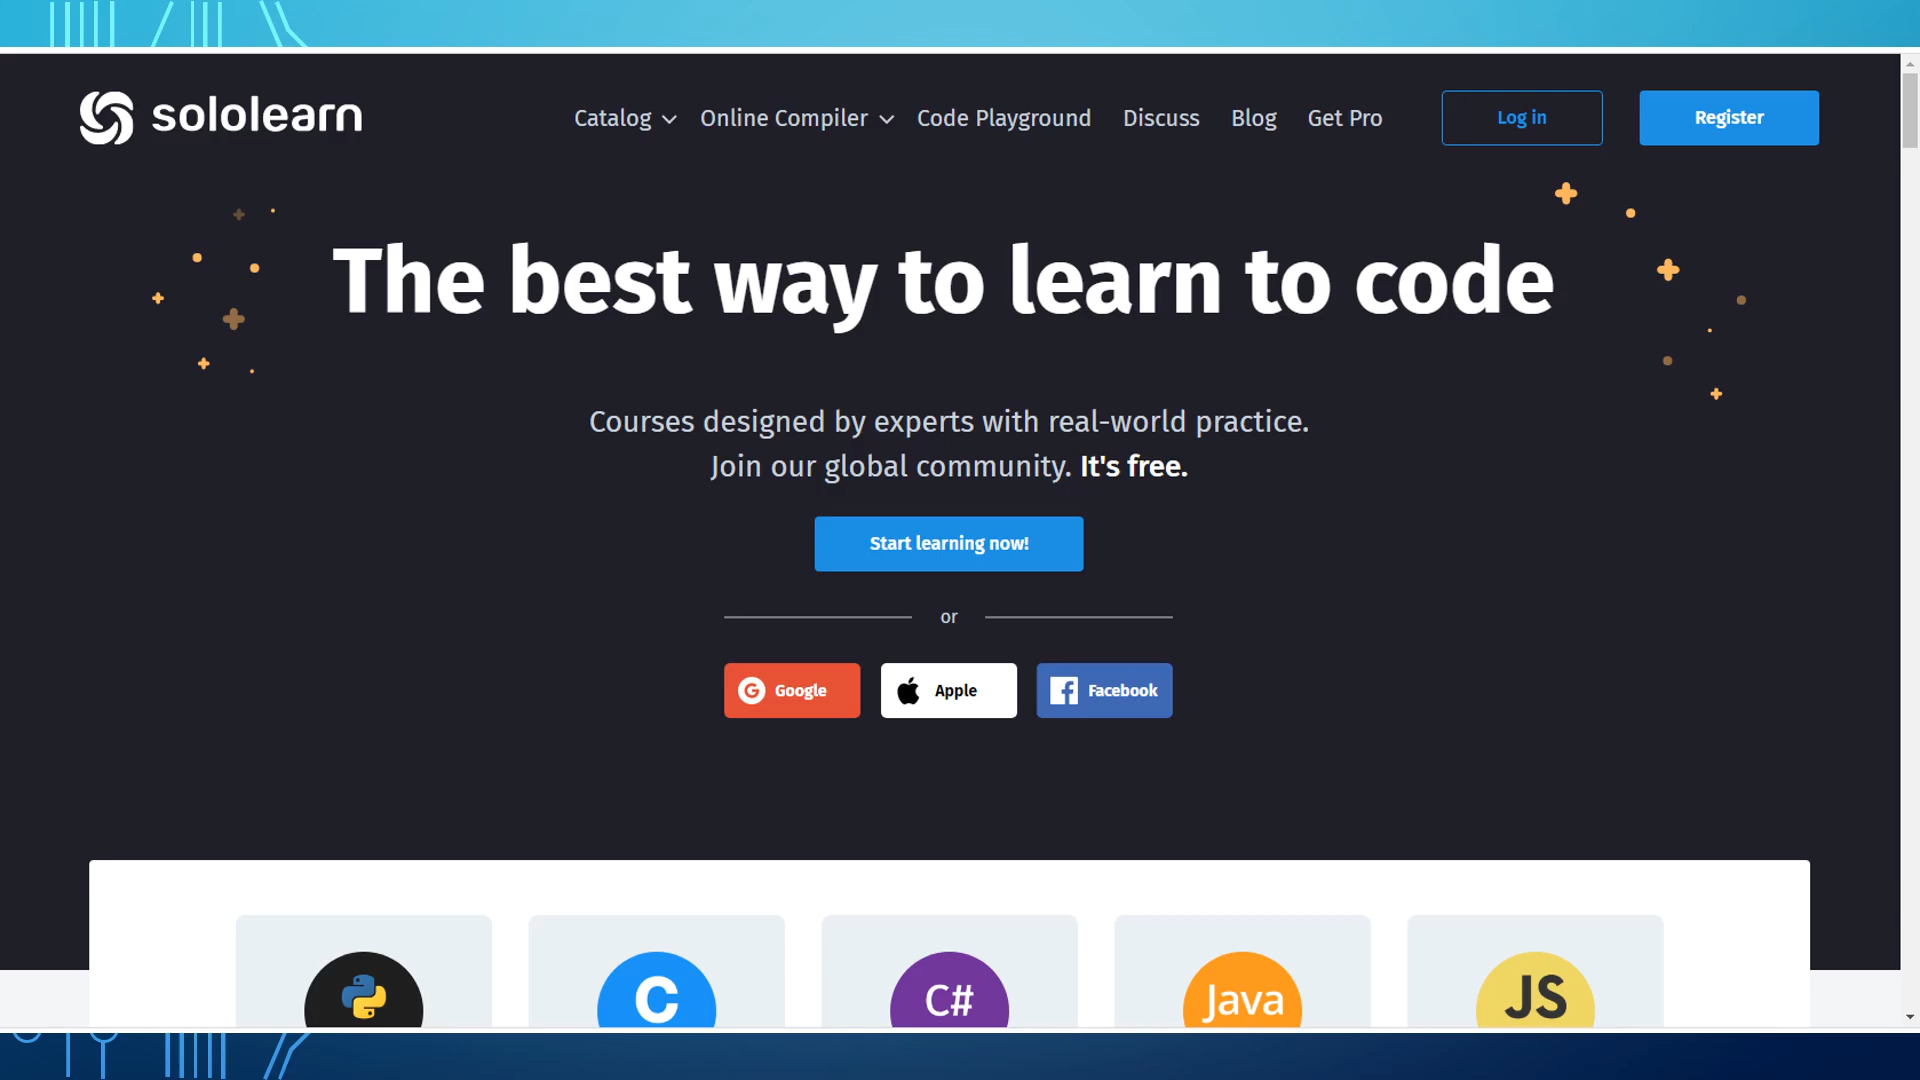 sololearn
Catalog Online Compiler Code Playground Discuss Blog Get Pro Log in Register
The best way to learn to code
Courses designed by experts with real-world practice.
Join our global community. It's free.
Start learning now!
or
G Google Apple f Facebook
C C# Java JS